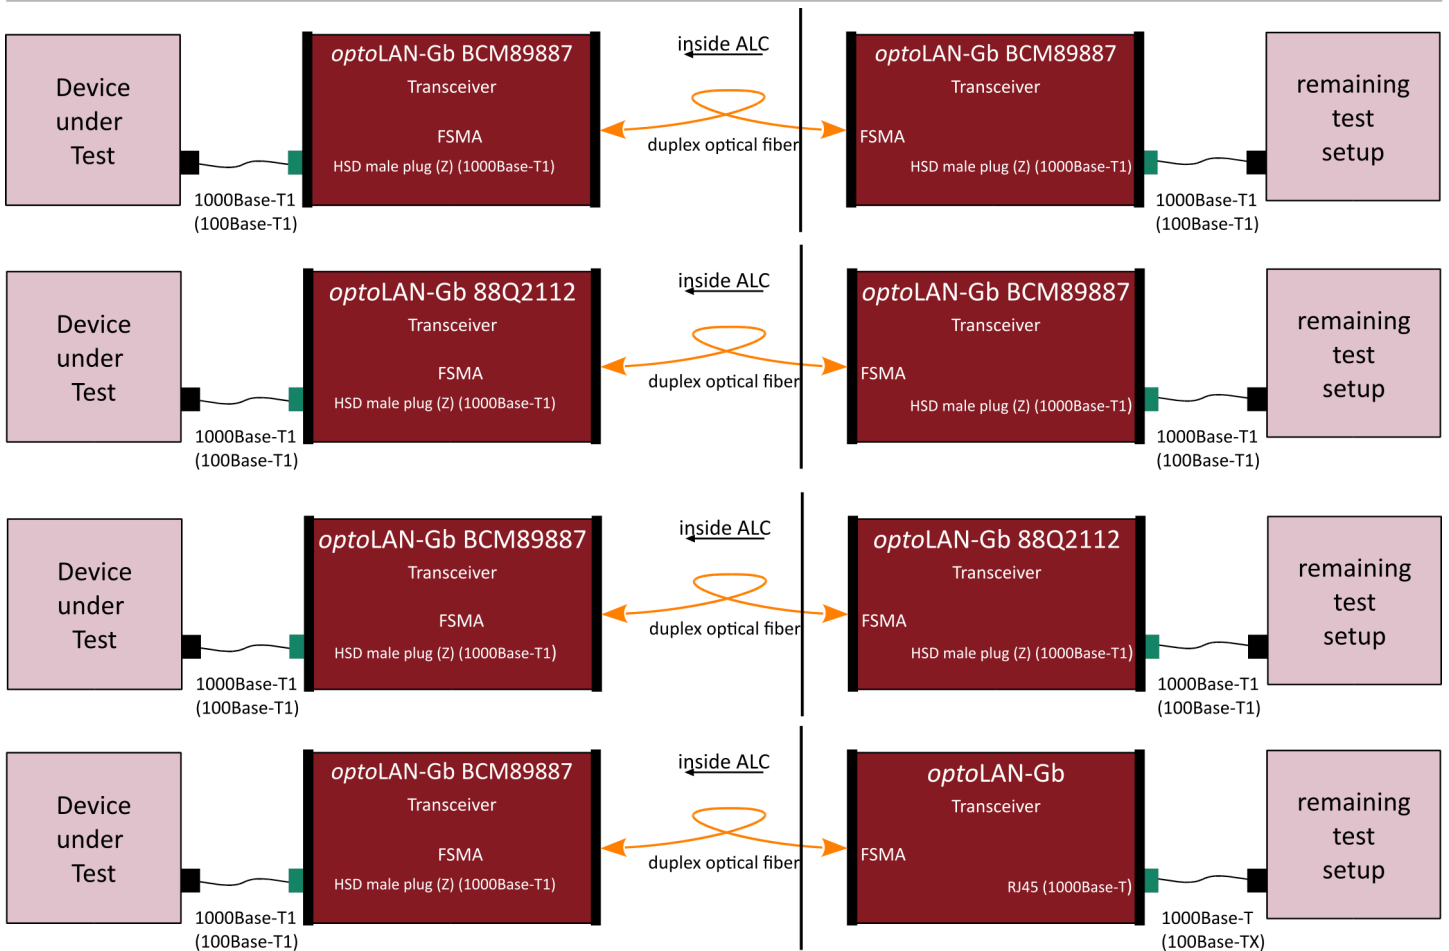 Device
under
Test
1000Base-T1
(100Base-T1)
optoLAN-Gb BCM89887
Transceiver
FSMA
HSD male plug (Z) (1000Base-T1)
inside ALC
duplex optical fiber
optoLAN-Gb BCM89887
Transceiver
FSMA
HSD male plug (Z) (1000Base-T1)
1000Base-T1
(100Base-T1)
remaining
test
setup
Device
under
Test
1000Base-T1
(100Base-T1)
optoLAN-Gb 88Q2112
Transceiver
FSMA
HSD male plug (Z) (1000Base-T1)
inside ALC
duplex optical fiber
optoLAN-Gb BCM89887
Transceiver
FSMA
HSD male plug (Z) (1000Base-T1)
1000Base-T1
(100Base-T1)
remaining
test
setup
Device
under
Test
1000Base-T1
(100Base-T1)
optoLAN-Gb BCM89887
Transceiver
FSMA
HSD male plug (Z) (1000Base-T1)
inside ALC
duplex optical fiber
optoLAN-Gb 88Q2112
Transceiver
FSMA
HSD male plug (Z) (1000Base-T1)
1000Base-T1
(100Base-T1)
remaining
test
setup
Device
under
Test
1000Base-T1
(100Base-T1)
optoLAN-Gb BCM89887
Transceiver
FSMA
HSD male plug (Z) (1000Base-T1)
inside ALC
duplex optical fiber
optoLAN-Gb
Transceiver
FSMA
RJ45 (1000Base-T)
1000Base-T
(100Base-TX)
remaining
test
setup